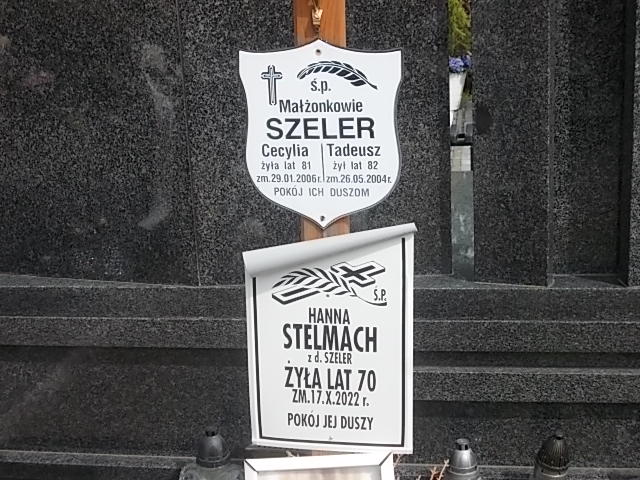 ś.p.
Małżonkowie
SZELER
Cecylia Tadeusz
żyła lat 81 żył lat 82
zm.29.01.2006r. zm.26.05.2004r.
POKÓJ ICH DUSZOM
Ś.P.
HANNA
STELMACH
z d. SZELER
ŻYŁA LAT 70
ZM.17.X.2022 r.
POKÓJ JEJ DUSZY